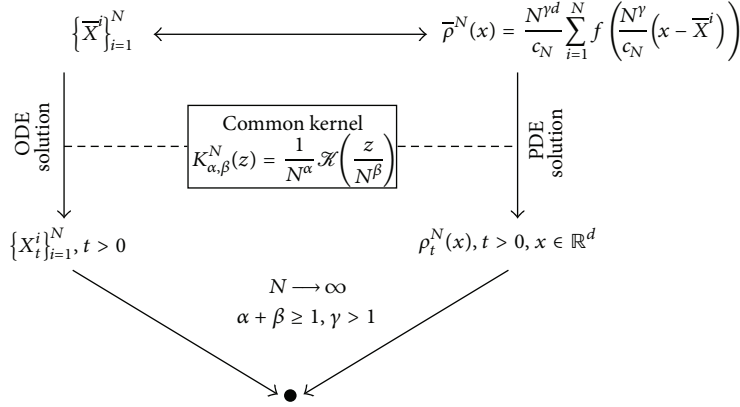 {X̅^i}_{i=1}^N
ρ̅^N(x) = N^{γd}/c_N ∑_{i=1}^N f(N^γ/c_N (x − X̅^i))
ODE solution
Common kernel
K^N_{α,β}(z) = 1/N^α 𝒦(z/N^β)
PDE solution
{X_t^i}_{i=1}^N, t > 0
ρ_t^N(x), t > 0, x ∈ ℝ^d
N ⟶ ∞
α + β ≥ 1, γ > 1